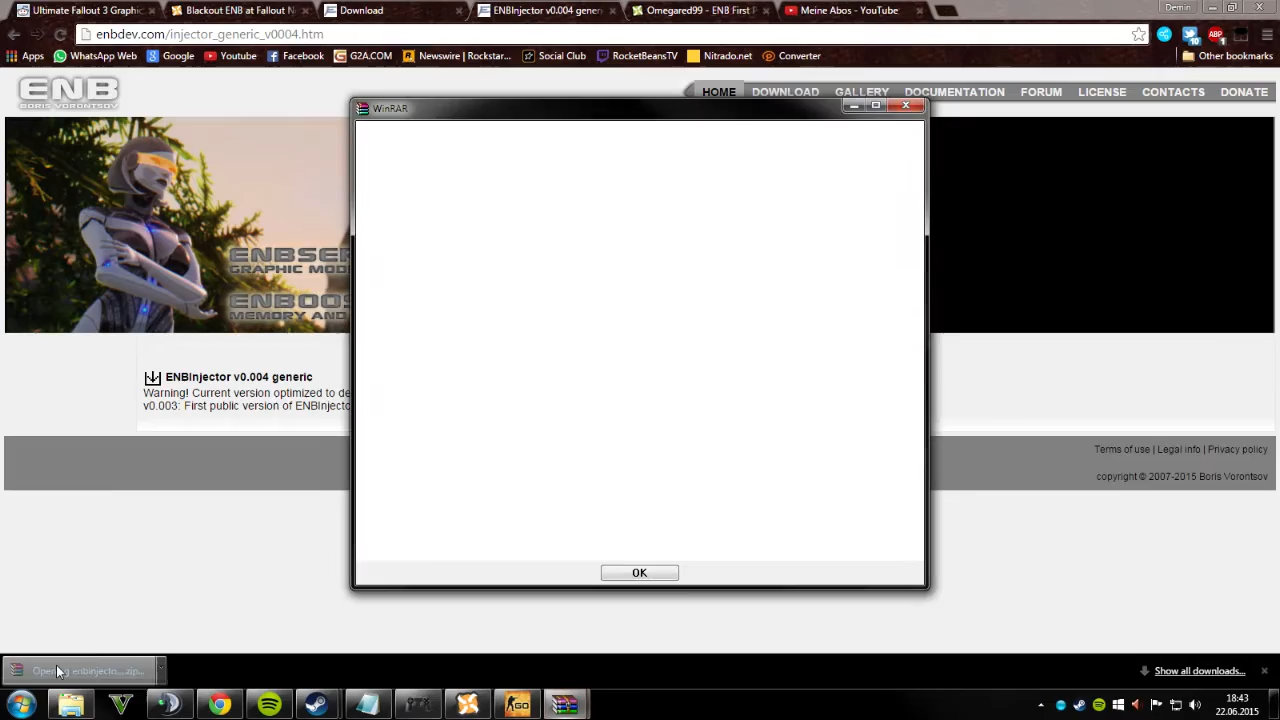 Ultimate Fallout 3 Graphic
Blackout ENB at Fallout N
Download
ENBInjector v0.004 gener
Omegared99 - ENB First P
Meine Abos - YouTube
Demin
enbdev.com/injector_generic_v0004.htm
10
ABP
1
Apps
WhatsApp Web
Google
Youtube
Facebook
G2A.COM
Newswire | Rockstar...
Social Club
RocketBeansTV
Nitrado.net
Converter
Other bookmarks
ENB
BORIS VORONTSOV
HOME
DOWNLOAD
GALLERY
DOCUMENTATION
FORUM
LICENSE
CONTACTS
DONATE
WinRAR
ENBSER
GRAPHIC MOD
ENBOOS
MEMORY AND
ENBInjector v0.004 generic
Warning! Current version optimized to de
v0.003: First public version of ENBInjecto
Terms of use | Legal info | Privacy policy
copyright © 2007-2015 Boris Vorontsov
OK
Show all downloads...
GTX
GO
18:43
22.06.2015